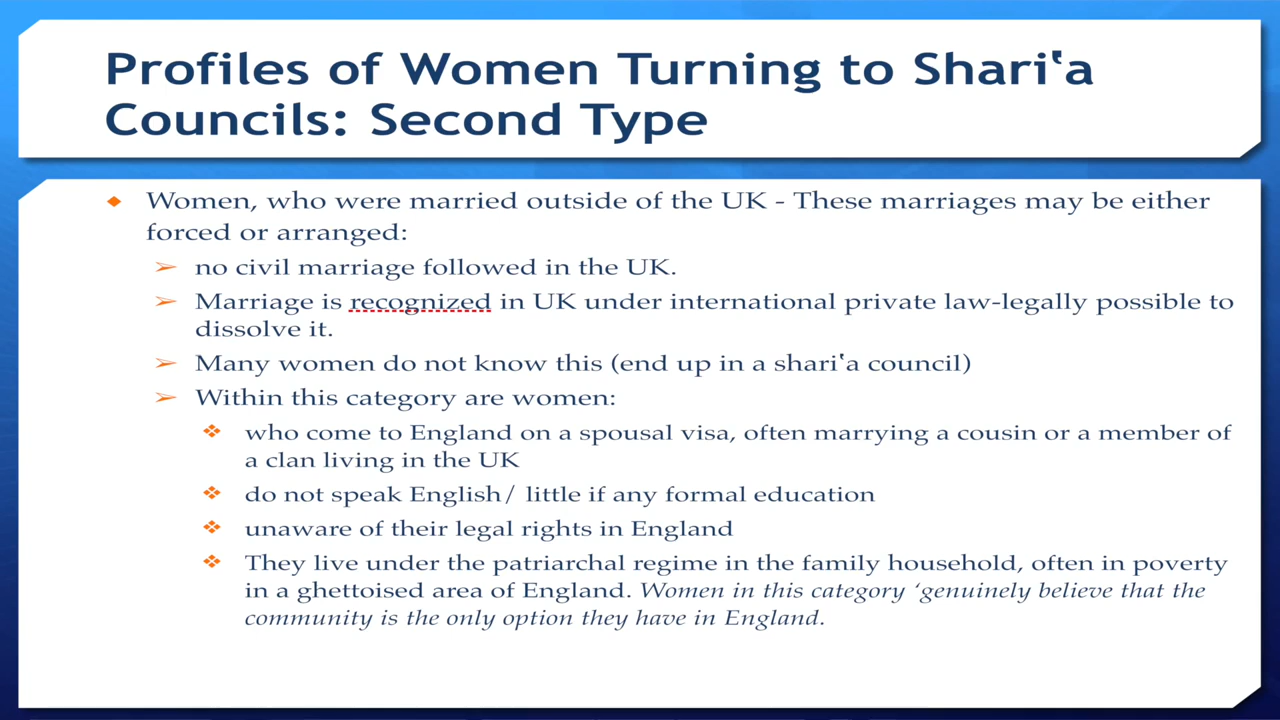 Profiles of Women Turning to Shariʽa
Councils: Second Type
Women, who were married outside of the UK - These marriages may be either
forced or arranged:
no civil marriage followed in the UK.
Marriage is recognized in UK under international private law-legally possible to
dissolve it.
Many women do not know this (end up in a shariʽa council)
Within this category are women:
who come to England on a spousal visa, often marrying a cousin or a member of
a clan living in the UK
do not speak English/ little if any formal education
unaware of their legal rights in England
They live under the patriarchal regime in the family household, often in poverty
in a ghettoised area of England. Women in this category ‘genuinely believe that the
community is the only option they have in England.